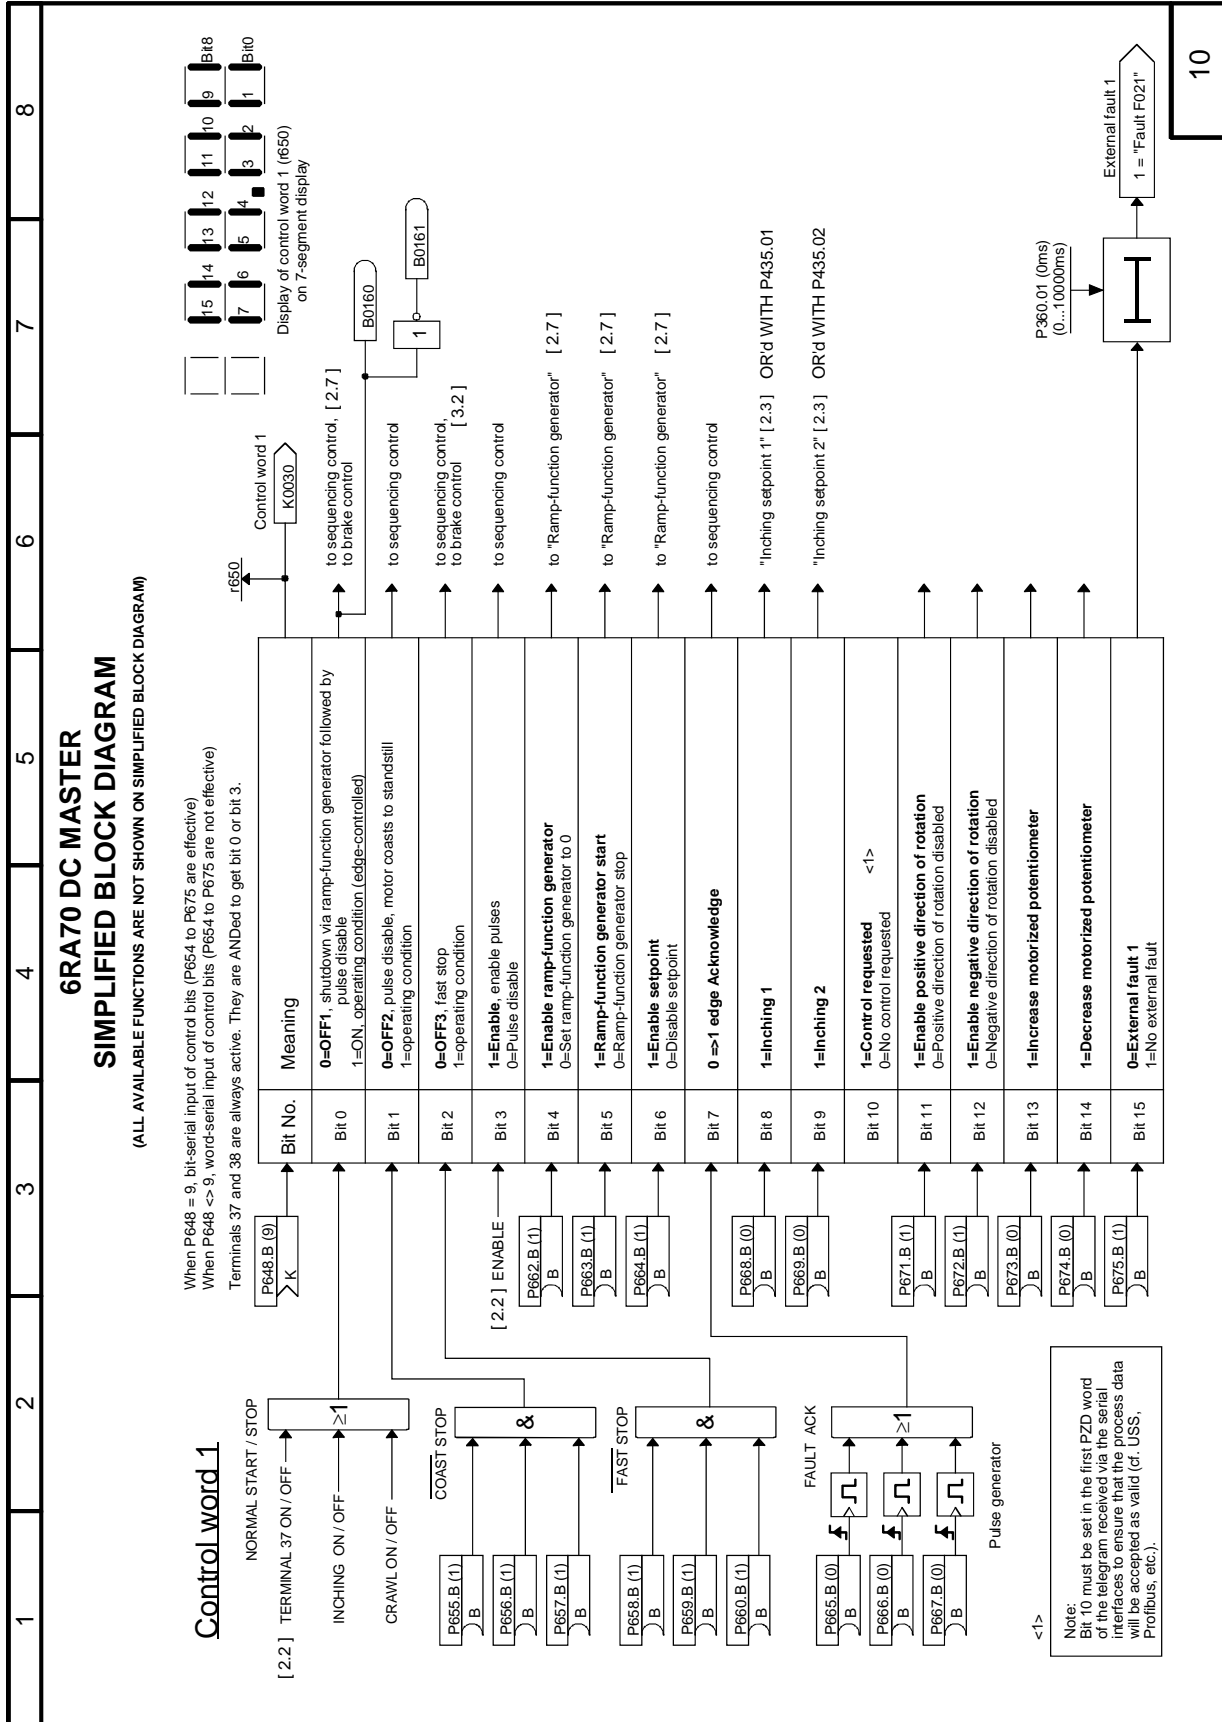 1 2 3 4 5 6 7 8
6RA70 DC MASTER
SIMPLIFIED BLOCK DIAGRAM
(ALL AVAILABLE FUNCTIONS ARE NOT SHOWN ON SIMPLIFIED BLOCK DIAGRAM)
15 14 13 12 11 10 9 Bit8
7 6 5 4 3 2 1 Bit0
Display of control word 1 (r650)
on 7-segment display
When P648 = 9, bit-serial input of control bits (P654 to P675 are effective)
When P648 <> 9, word-serial input of control bits (P654 to P675 are not effective)
Terminals 37 and 38 are always active. They are ANDed to get bit 0 or bit 3.
Control word 1
NORMAL START / STOP
[ 2.2 ] TERMINAL 37 ON / OFF
INCHING ON / OFF
CRAWL ON / OFF
≥1
P648.B (9)
K
r650
Control word 1
K0030
Bit No. Meaning
Bit 0 0=OFF1, shutdown via ramp-function generator followed by
pulse disable
1=ON, operating condition (edge-controlled)
to sequencing control, [ 2.7 ]
to brake control
B0160
1
B0161
COAST STOP
P655.B (1)
B
P656.B (1)
B
P657.B (1)
B
&
Bit 1 0=OFF2, pulse disable, motor coasts to standstill
1=operating condition
to sequencing control
FAST STOP
P658.B (1)
B
P659.B (1)
B
P660.B (1)
B
&
Bit 2 0=OFF3, fast stop
1=operating condition
to sequencing control,
to brake control [ 3.2 ]
[ 2.2 ] ENABLE
Bit 3 1=Enable, enable pulses
0=Pulse disable
to sequencing control
P662.B (1)
B
Bit 4 1=Enable ramp-function generator
0=Set ramp-function generator to 0
to "Ramp-function generator" [ 2.7 ]
P663.B (1)
B
Bit 5 1=Ramp-function generator start
0=Ramp-function generator stop
to "Ramp-function generator" [ 2.7 ]
P664.B (1)
B
Bit 6 1=Enable setpoint
0=Disable setpoint
to "Ramp-function generator" [ 2.7 ]
FAULT ACK
P665.B (0)
B
P666.B (0)
B
P667.B (0)
B
Pulse generator
≥1
Bit 7 0 =>1 edge Acknowledge
to sequencing control
P668.B (0)
B
Bit 8 1=Inching 1
"Inching setpoint 1" [ 2.3 ] OR'd WITH P435.01
P669.B (0)
B
Bit 9 1=Inching 2
"Inching setpoint 2" [ 2.3 ] OR'd WITH P435.02
Bit 10 1=Control requested <1>
0=No control requested
P671.B (1)
B
Bit 11 1=Enable positive direction of rotation
0=Positive direction of rotation disabled
P672.B (1)
B
Bit 12 1=Enable negative direction of rotation
0=Negative direction of rotation disabled
P673.B (0)
B
Bit 13 1=Increase motorized potentiometer
P674.B (0)
B
Bit 14 1=Decrease motorized potentiometer
P675.B (1)
B
Bit 15 0=External fault 1
1=No external fault
P360.01 (0ms)
(0...10000ms)
External fault 1
1 = "Fault F021"
<1>
Note:
Bit 10 must be set in the first PZD word
of the telegram received via the serial
interfaces to ensure that the process data
will be accepted as valid (cf. USS,
Profibus, etc.).
10